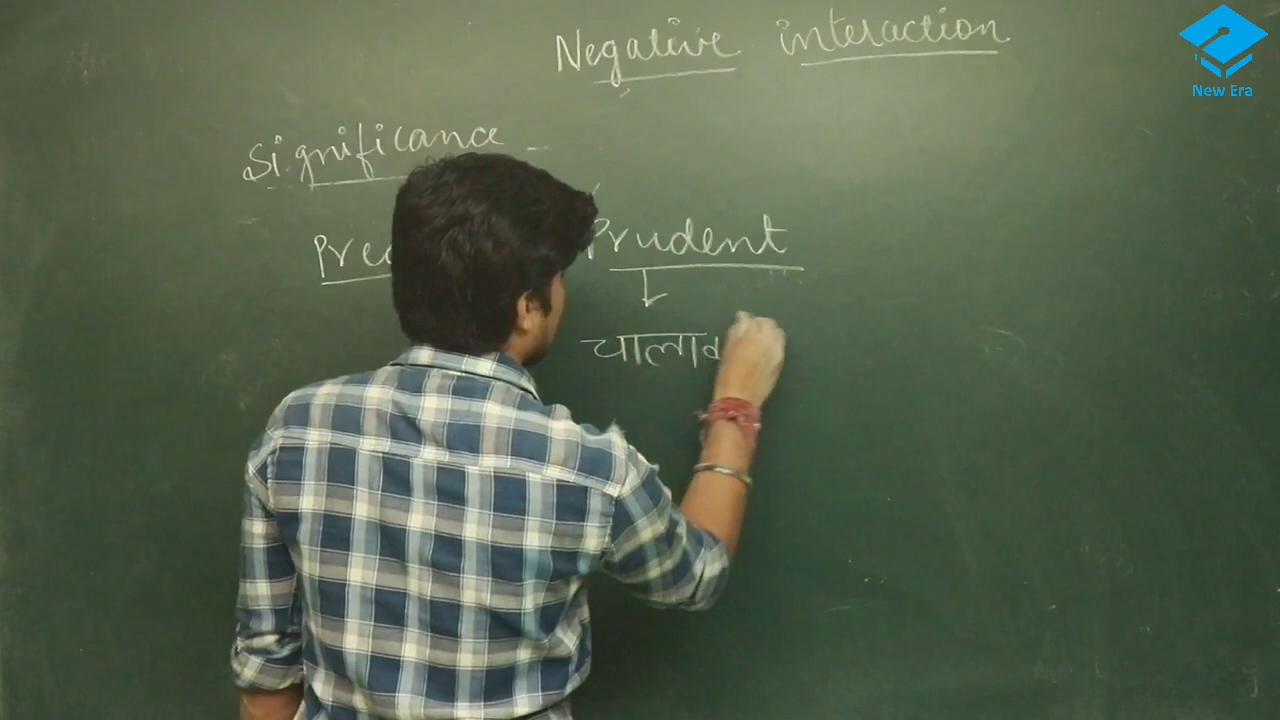 Negative interaction
New Era
Significance -
Prudent